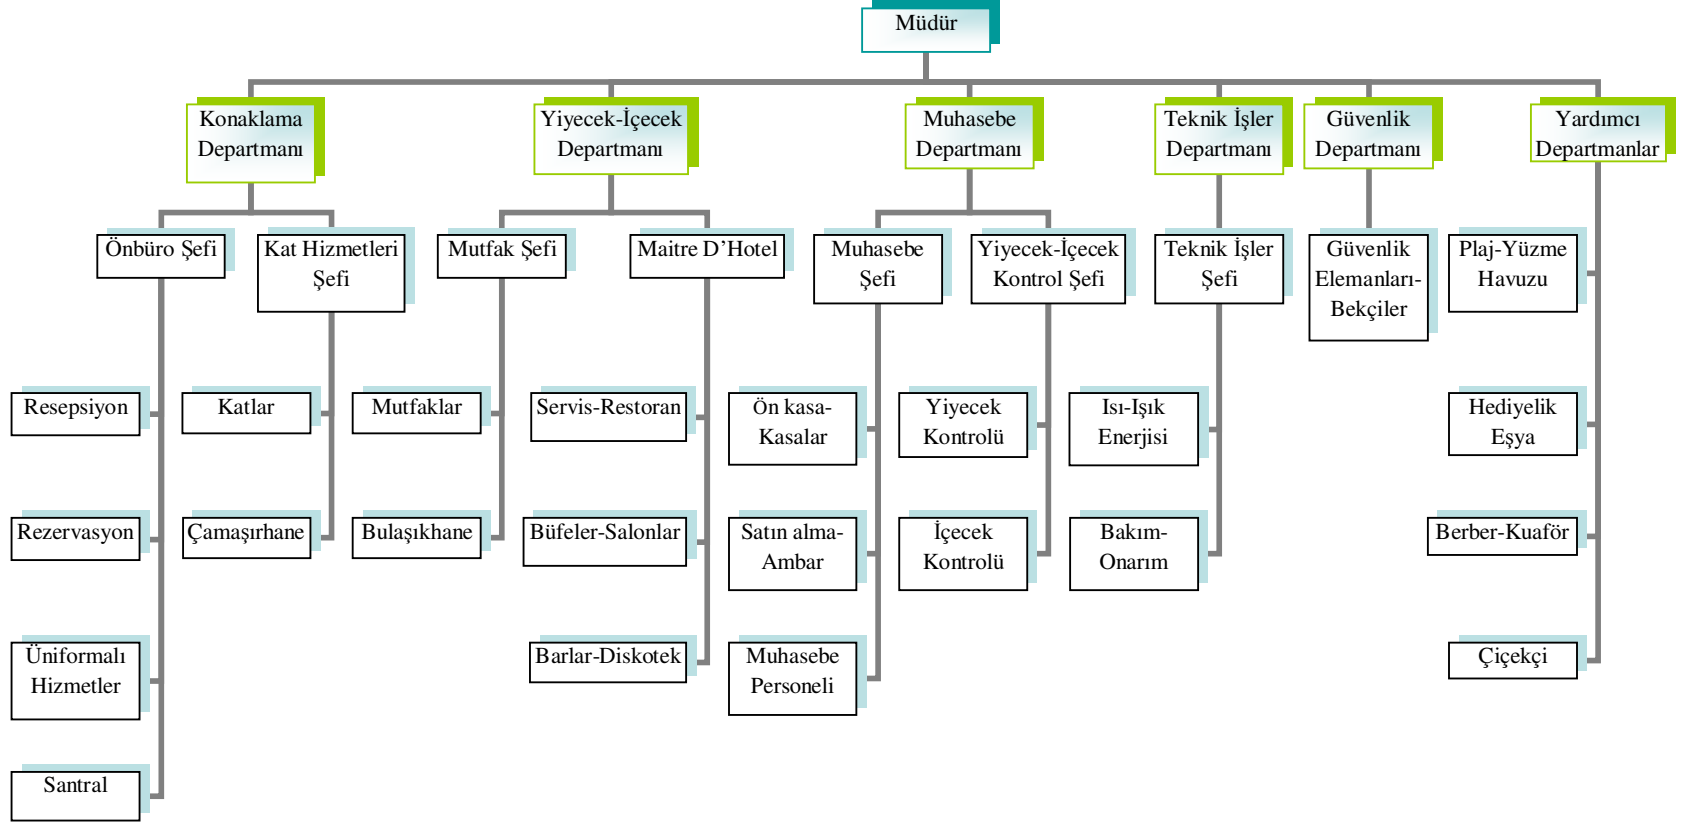 Müdür
Konaklama
Departmanı
Yiyecek-İçecek
Departmanı
Muhasebe
Departmanı
Teknik İşler
Departmanı
Güvenlik
Departmanı
Yardımcı
Departmanlar
Önbüro Şefi
Kat Hizmetleri
Şefi
Mutfak Şefi
Maitre D’Hotel
Muhasebe
Şefi
Yiyecek-İçecek
Kontrol Şefi
Teknik İşler
Şefi
Güvenlik
Elemanları-
Bekçiler
Plaj-Yüzme
Havuzu
Resepsiyon
Katlar
Mutfaklar
Servis-Restoran
Ön kasa-
Kasalar
Yiyecek
Kontrolü
Isı-Işık
Enerjisi
Hediyelik
Eşya
Rezervasyon
Çamaşırhane
Bulaşıkhane
Büfeler-Salonlar
Satın alma-
Ambar
İçecek
Kontrolü
Bakım-
Onarım
Berber-Kuaför
Üniformalı
Hizmetler
Barlar-Diskotek
Muhasebe
Personeli
Çiçekçi
Santral